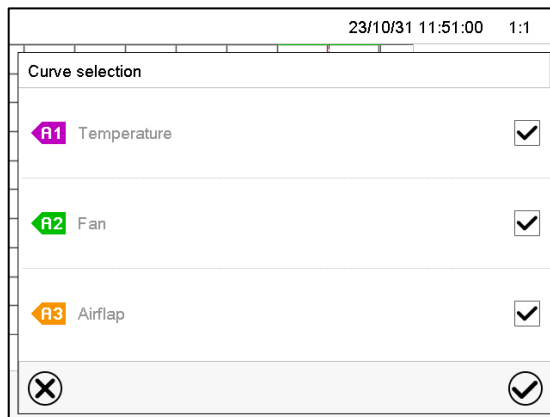 23/10/31 11:51:00 1:1
Curve selection
A1 Temperature
A2 Fan
A3 Airflap